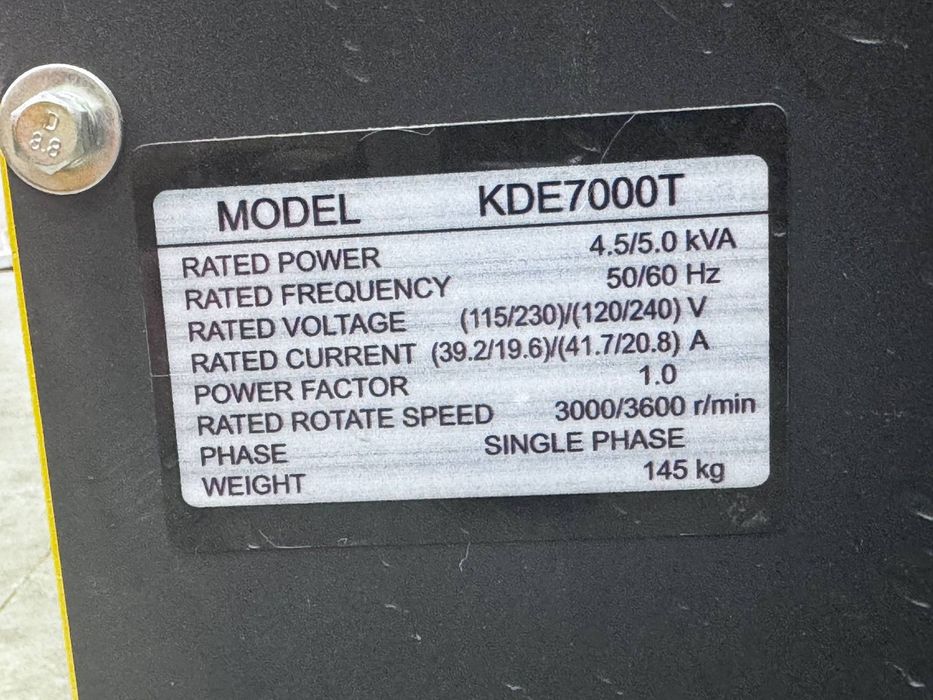 D
8.8
MODEL KDE7000T
RATED POWER 4.5/5.0 kVA
RATED FREQUENCY 50/60 Hz
RATED VOLTAGE (115/230)/(120/240) V
RATED CURRENT (39.2/19.6)/(41.7/20.8) A
POWER FACTOR 1.0
RATED ROTATE SPEED 3000/3600 r/min
PHASE SINGLE PHASE
WEIGHT 145 kg